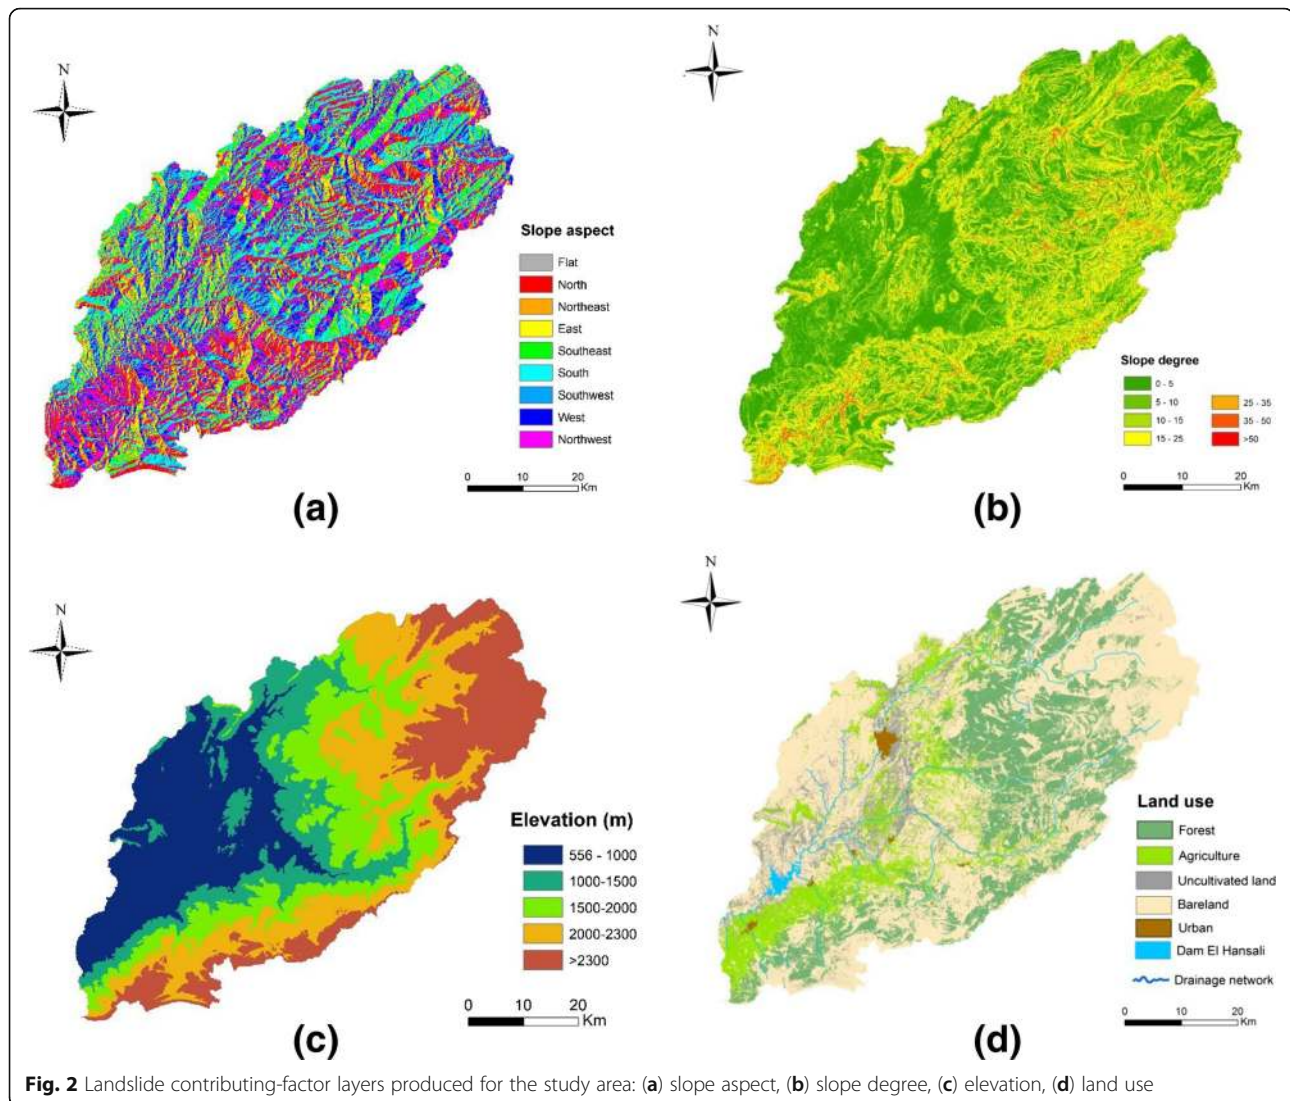 N
Slope aspect
Flat
North
Northeast
East
Southeast
South
Southwest
West
Northwest
0 10 20
Km
(a)
N
Slope degree
0 - 5
5 - 10
10 - 15
15 - 25
25 - 35
35 - 50
>50
0 10 20
Km
(b)
N
Elevation (m)
556 - 1000
1000-1500
1500-2000
2000-2300
>2300
0 10 20
Km
(c)
N
Land use
Forest
Agriculture
Uncultivated land
Bareland
Urban
Dam El Hansali
Drainage network
0 10 20
Km
(d)
Fig. 2 Landslide contributing-factor layers produced for the study area: (a) slope aspect, (b) slope degree, (c) elevation, (d) land use